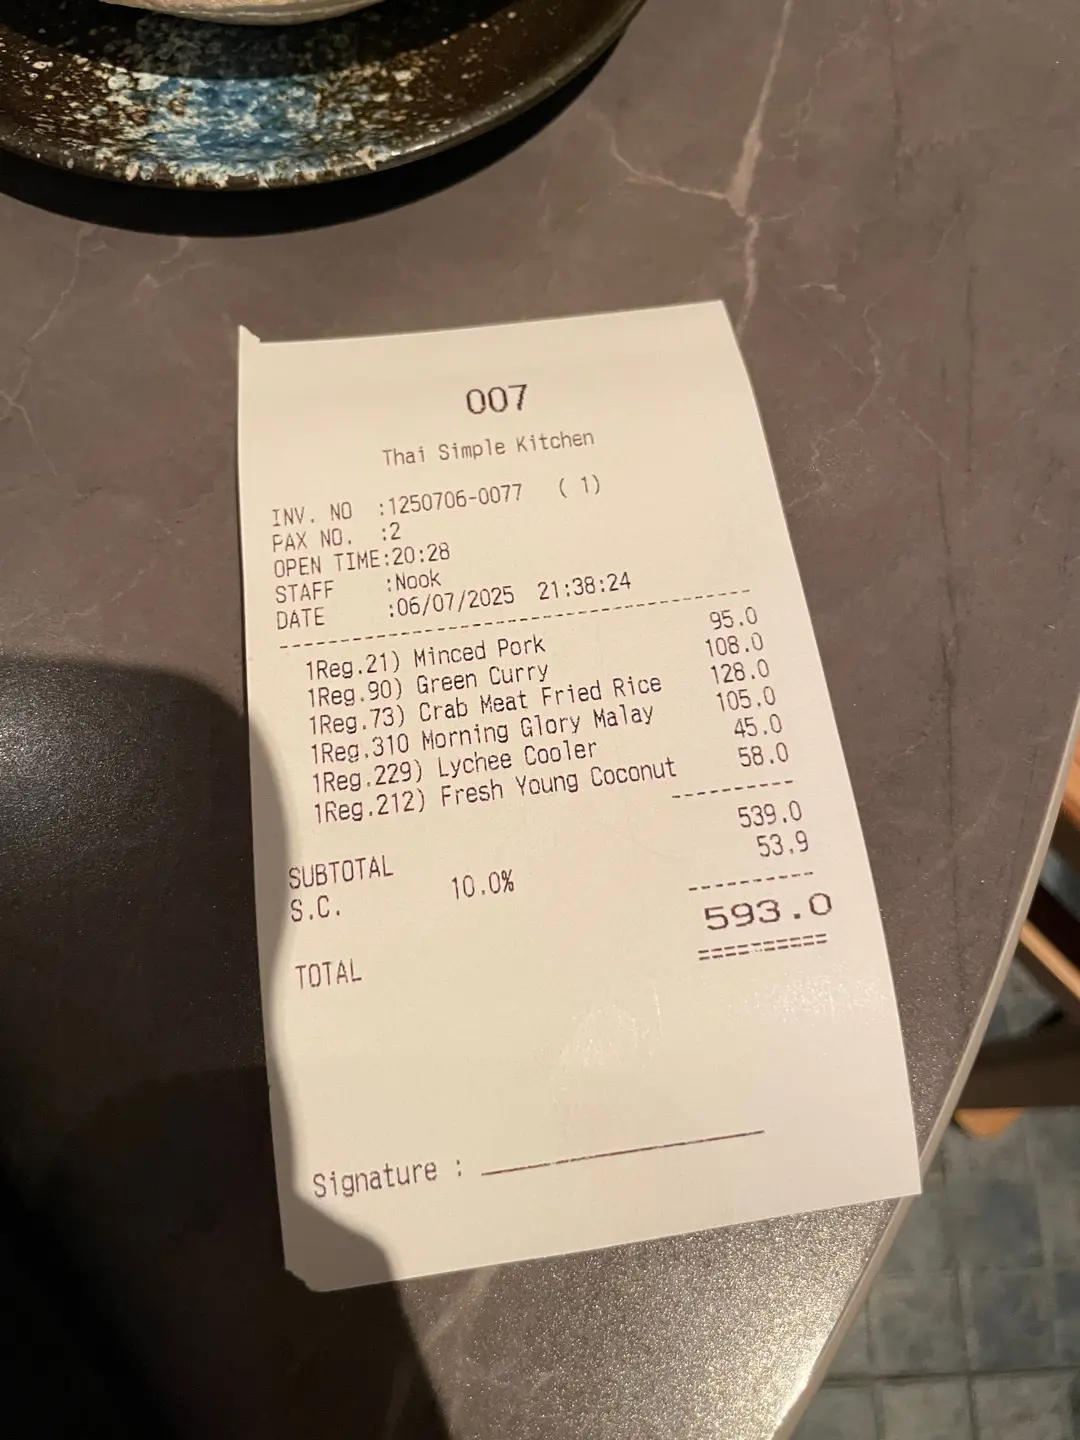 007
Thai Simple Kitchen
INV. NO :1250706-0077 ( 1)
PAX NO. :2
OPEN TIME:20:28
STAFF :Nook
DATE :06/07/2025 21:38:24
1Reg.21) Minced Pork 95.0
1Reg.90) Green Curry 108.0
1Reg.73) Crab Meat Fried Rice 128.0
1Reg.310 Morning Glory Malay 105.0
1Reg.229) Lychee Cooler 45.0
1Reg.212) Fresh Young Coconut 58.0
SUBTOTAL 539.0
S.C. 10.0% 53.9
TOTAL 593.0
Signature :